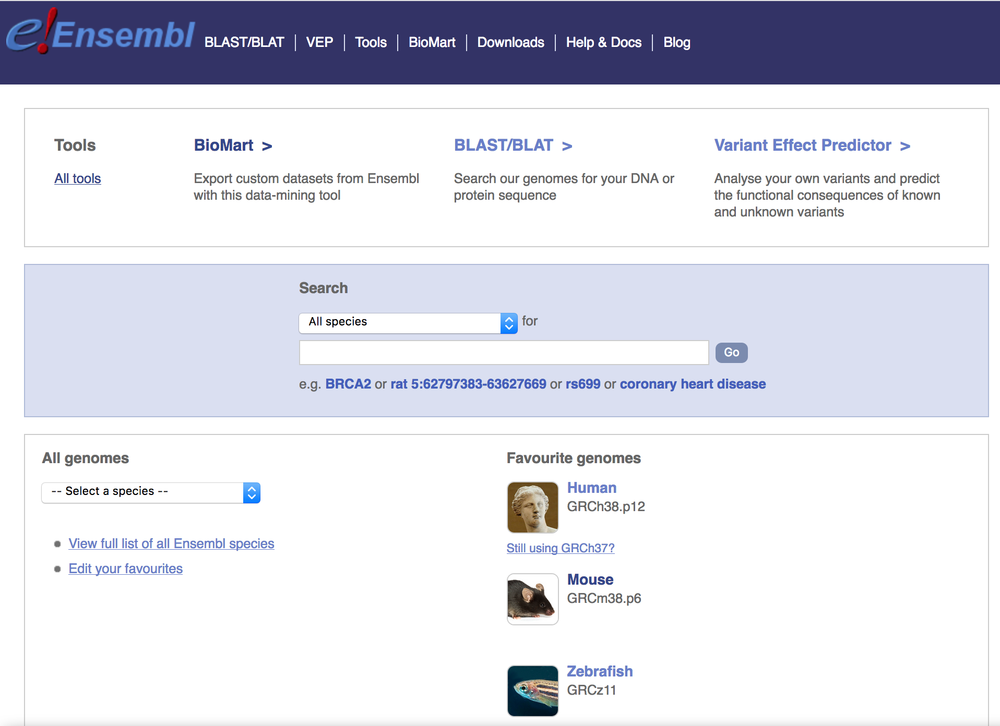 e!Ensembl BLAST/BLAT | VEP | Tools | BioMart | Downloads | Help & Docs | Blog
Tools
All tools
BioMart >
Export custom datasets from Ensembl
with this data-mining tool
BLAST/BLAT >
Search our genomes for your DNA or
protein sequence
Variant Effect Predictor >
Analyse your own variants and predict
the functional consequences of known
and unknown variants
Search
All species for
Go
e.g. BRCA2 or rat 5:62797383-63627669 or rs699 or coronary heart disease
All genomes
-- Select a species --
View full list of all Ensembl species
Edit your favourites
Favourite genomes
Human
GRCh38.p12
Still using GRCh37?
Mouse
GRCm38.p6
Zebrafish
GRCz11